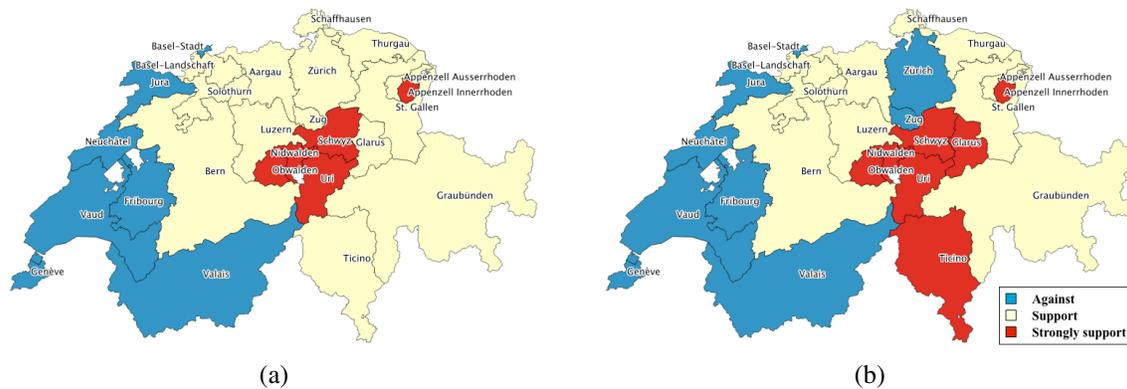 Schaffhausen
Basel-Stadt
Thurgau
Basel-Landschaft
Aargau
Zürich
Jura
Appenzell Ausserrhoden
Solothurn
Appenzell Innerrhoden
St. Gallen
Zug
Luzern
Neuchâtel
Schwyz
Glarus
Nidwalden
Bern
Obwalden
Uri
Graubünden
Fribourg
Vaud
Ticino
Genève
Valais
(a)
Schaffhausen
Basel-Stadt
Thurgau
Basel-Landschaft
Aargau
Zürich
Jura
Appenzell Ausserrhoden
Solothurn
Appenzell Innerrhoden
St. Gallen
Zug
Luzern
Neuchâtel
Schwyz
Glarus
Nidwalden
Bern
Obwalden
Uri
Graubünden
Fribourg
Vaud
Ticino
Genève
Valais
Against
Support
Strongly support
(b)